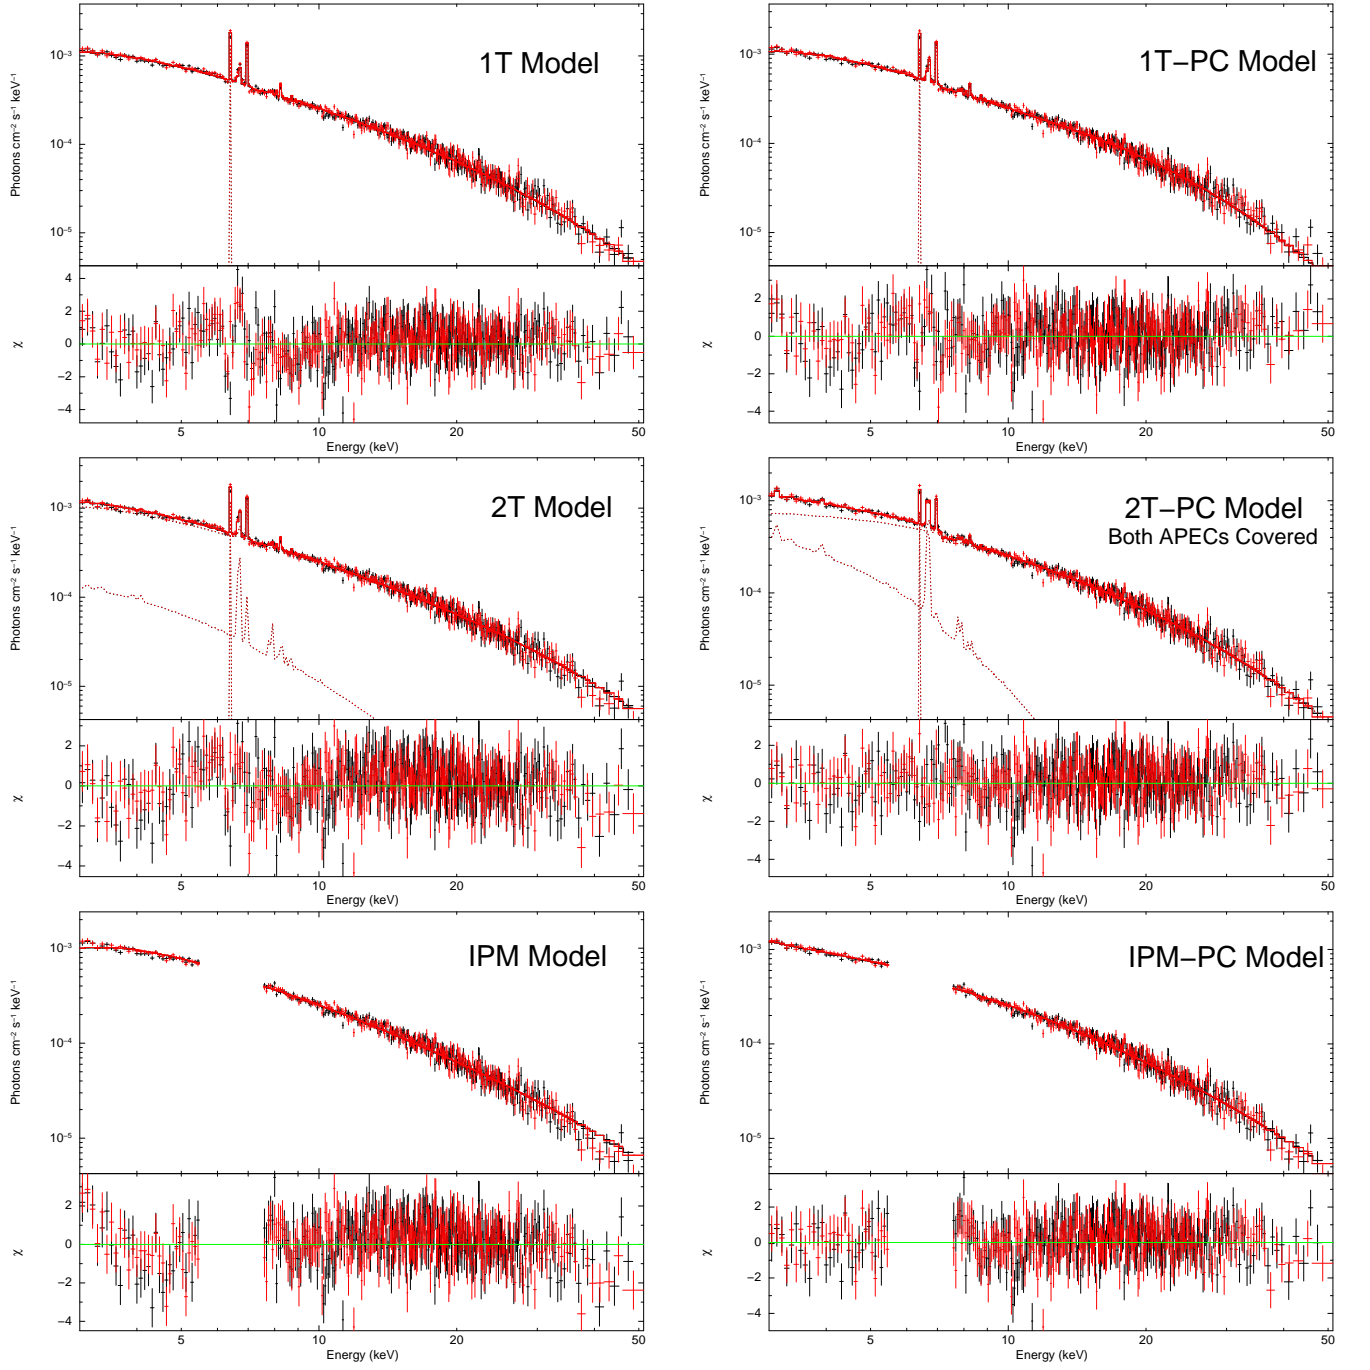 1T Model
Photons cm⁻² s⁻¹ keV⁻¹
10⁻³
10⁻⁴
10⁻⁵
χ
4
2
0
−2
−4
5 10 20 50
Energy (keV)
1T−PC Model
Photons cm⁻² s⁻¹ keV⁻¹
10⁻³
10⁻⁴
10⁻⁵
χ
2
0
−2
−4
5 10 20 50
Energy (keV)
2T Model
Photons cm⁻² s⁻¹ keV⁻¹
10⁻³
10⁻⁴
10⁻⁵
χ
2
0
−2
−4
5 10 20 50
Energy (keV)
2T−PC Model
Both APECs Covered
Photons cm⁻² s⁻¹ keV⁻¹
10⁻³
10⁻⁴
10⁻⁵
χ
2
0
−2
−4
5 10 20 50
Energy (keV)
IPM Model
Photons cm⁻² s⁻¹ keV⁻¹
10⁻³
10⁻⁴
10⁻⁵
χ
2
0
−2
−4
5 10 20 50
Energy (keV)
IPM−PC Model
Photons cm⁻² s⁻¹ keV⁻¹
10⁻³
10⁻⁴
10⁻⁵
χ
2
0
−2
−4
5 10 20 50
Energy (keV)